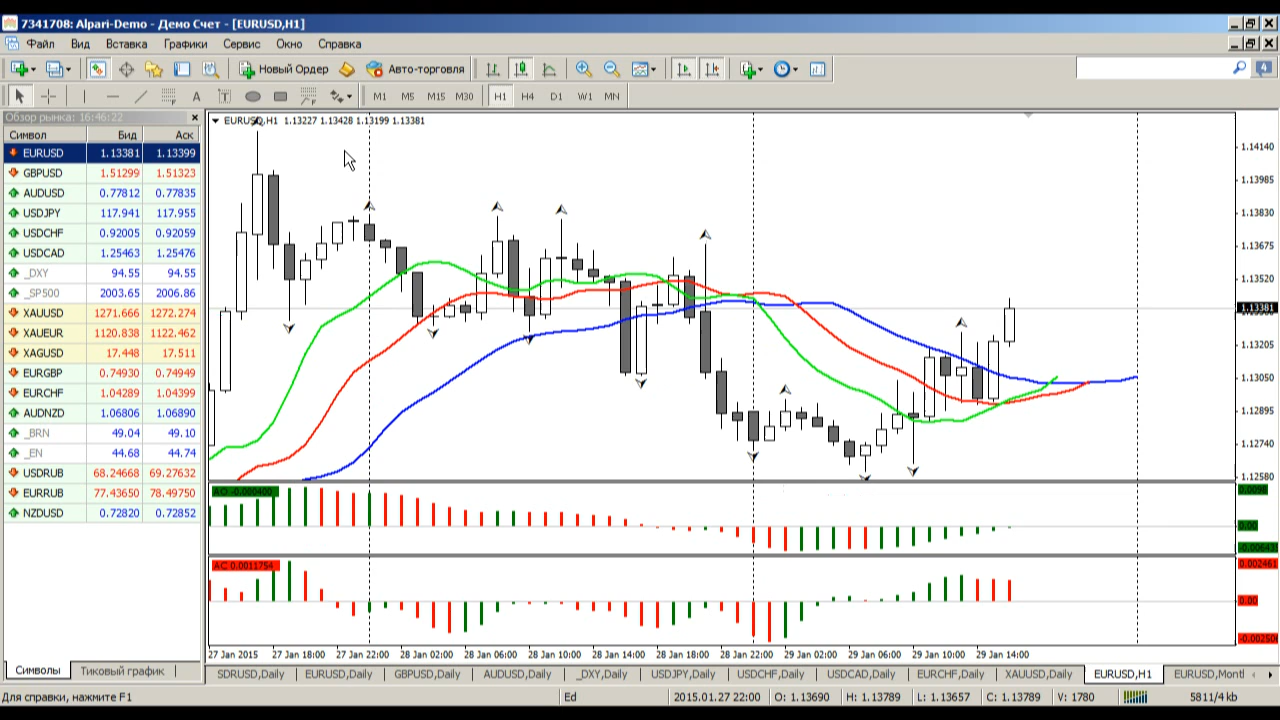 7341708: Alpari-Demo - Демо Счет - [EURUSD,H1]
Файл Вид Вставка Графики Сервис Окно Справка
Новый Ордер Авто-торговля 4
A T M1 M5 M15 M30 H1 H4 D1 W1 MN
Обзор рынка: 16:46:22
Символ Бид Аск
EURUSD 1.13381 1.13399
GBPUSD 1.51299 1.51323
AUDUSD 0.77812 0.77835
USDJPY 117.941 117.955
USDCHF 0.92005 0.92059
USDCAD 1.25463 1.25476
_DXY 94.55 94.55
_SP500 2003.65 2006.86
XAUUSD 1271.666 1272.274
XAUEUR 1120.838 1122.462
XAGUSD 17.448 17.511
EURGBP 0.74930 0.74949
EURCHF 1.04289 1.04399
AUDNZD 1.06806 1.06890
_BRN 49.04 49.10
_EN 44.68 44.74
USDRUB 68.24668 69.27632
EURRUB 77.43650 78.49750
NZDUSD 0.72820 0.72852
Символы Тиковый график
EURUSD,H1 1.13227 1.13428 1.13199 1.13381
1.14140
1.13985
1.13830
1.13675
1.13520
1.13381
1.13205
1.13050
1.12895
1.12740
1.12580
AO -0.000400
0.00
AC 0.0011754
0.002461
0.00
27 Jan 2015 27 Jan 18:00 27 Jan 22:00 28 Jan 02:00 28 Jan 06:00 28 Jan 10:00 28 Jan 14:00 28 Jan 18:00 28 Jan 22:00 29 Jan 02:00 29 Jan 06:00 29 Jan 10:00 29 Jan 14:00
SDRUSD,Daily EURUSD,Daily GBPUSD,Daily AUDUSD,Daily _DXY,Daily USDJPY,Daily USDCHF,Daily USDCAD,Daily EURCHF,Daily XAUUSD,Daily EURUSD,H1 EURUSD,Montl
Для справки, нажмите F1 Ed 2015.01.27 22:00 O: 1.13690 H: 1.13789 L: 1.13657 C: 1.13789 V: 1780 5811/4 kb